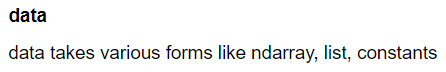 data
data takes various forms like ndarray, list, constants